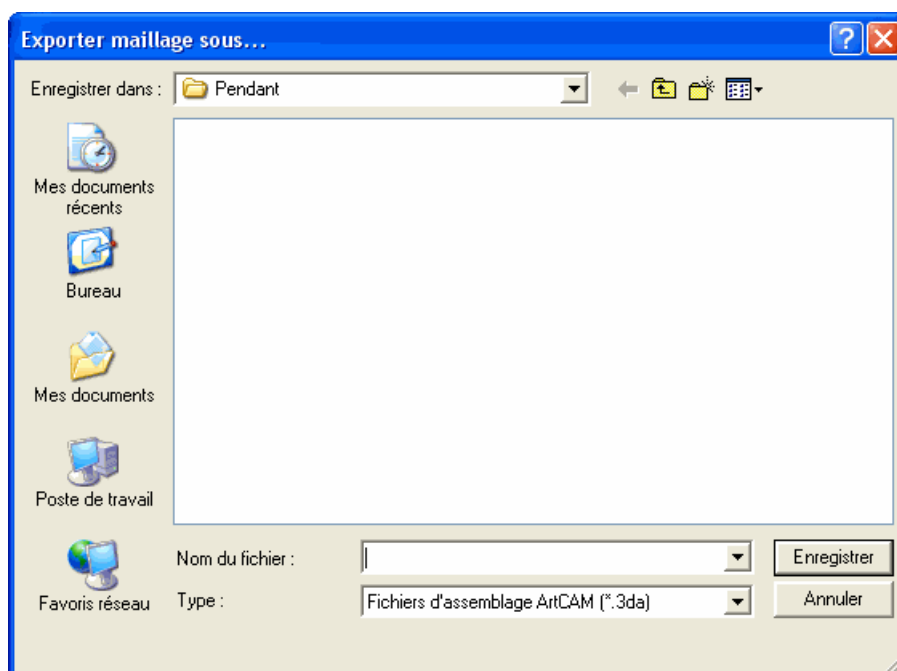 Exporter maillage sous...
Enregistrer dans :
Pendant
Mes documents
récents
Bureau
Mes documents
Poste de travail
Favoris réseau
Nom du fichier :
Enregistrer
Type :
Fichiers d'assemblage ArtCAM (*.3da)
Annuler